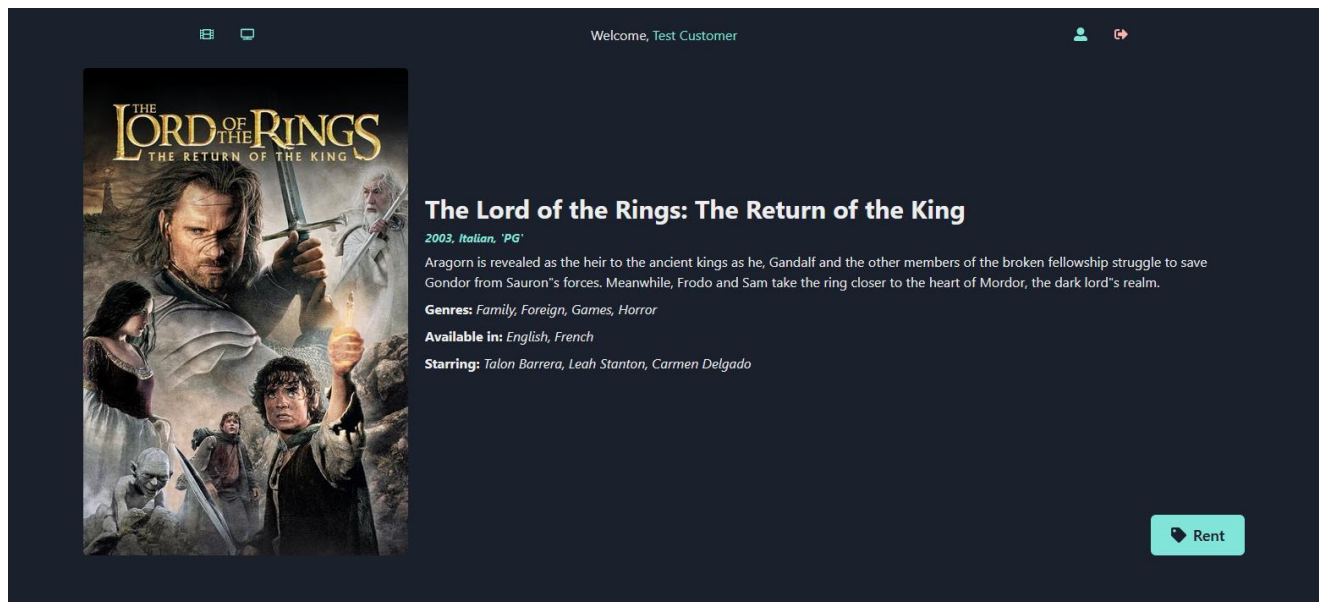 Welcome, Test Customer
THE
LORD OF THE RINGS
THE RETURN OF THE KING
The Lord of the Rings: The Return of the King
2003, Italian, 'PG'
Aragorn is revealed as the heir to the ancient kings as he, Gandalf and the other members of the broken fellowship struggle to save
Gondor from Sauron"s forces. Meanwhile, Frodo and Sam take the ring closer to the heart of Mordor, the dark lord"s realm.
Genres: Family, Foreign, Games, Horror
Available in: English, French
Starring: Talon Barrera, Leah Stanton, Carmen Delgado
Rent